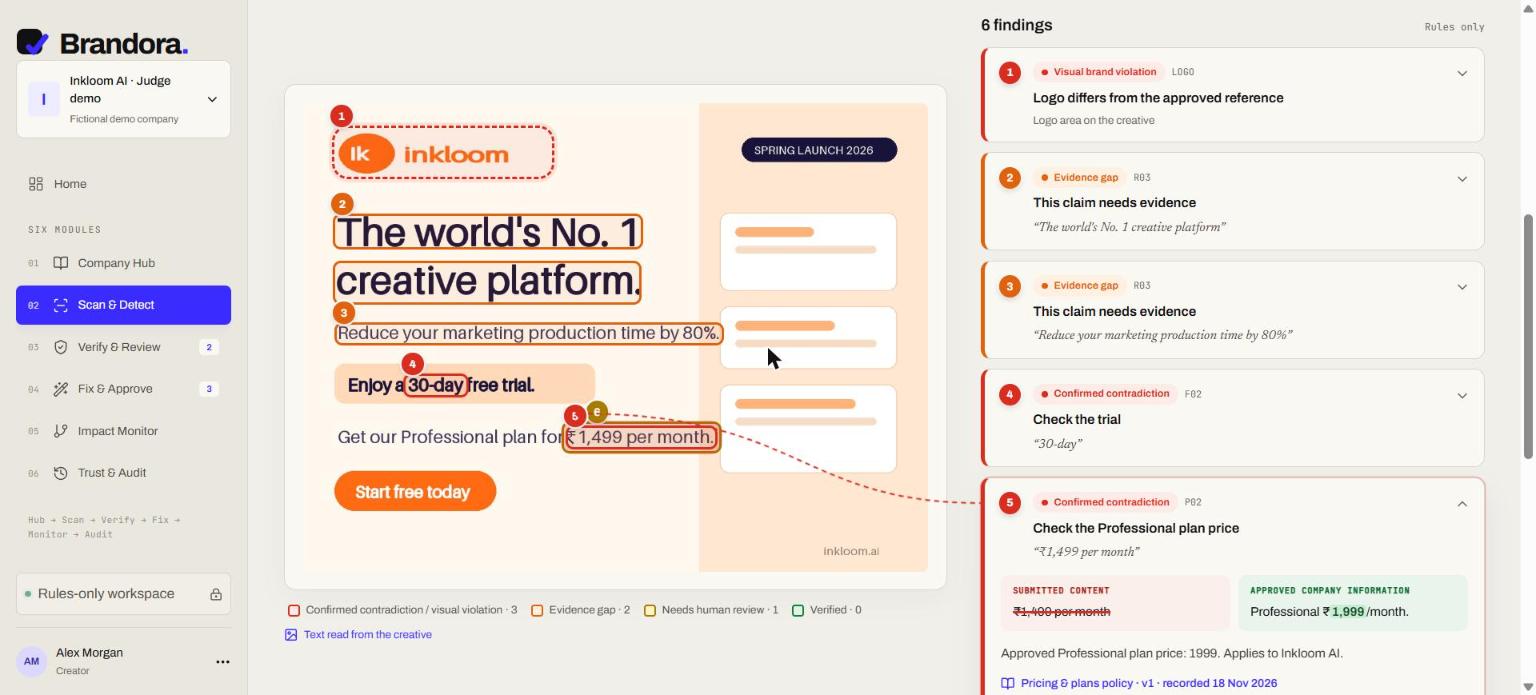 Brandora.
I
Inkloom AI · Judge
demo
Fictional demo company
Home
SIX MODULES
01 Company Hub
02 Scan & Detect
03 Verify & Review 2
04 Fix & Approve 3
05 Impact Monitor
06 Trust & Audit
Hub → Scan → Verify → Fix →
Monitor → Audit
Rules-only workspace
AM
Alex Morgan
Creator
1
Ik inkloom
SPRING LAUNCH 2026
2
The world's No. 1
creative platform.
3
Reduce your marketing production time by 80%.
4
Enjoy a 30-day free trial.
5 6
Get our Professional plan for ₹1,499 per month.
Start free today
inkloom.ai
Confirmed contradiction / visual violation · 3
Evidence gap · 2
Needs human review · 1
Verified · 0
Text read from the creative
6 findings
Rules only
1
Visual brand violation LOGO
Logo differs from the approved reference
Logo area on the creative
2
Evidence gap R03
This claim needs evidence
“The world's No. 1 creative platform”
3
Evidence gap R03
This claim needs evidence
“Reduce your marketing production time by 80%”
4
Confirmed contradiction F02
Check the trial
“30-day”
5
Confirmed contradiction P02
Check the Professional plan price
“₹1,499 per month”
SUBMITTED CONTENT
₹1,499 per month
APPROVED COMPANY INFORMATION
Professional ₹1,999/month.
Approved Professional plan price: 1999. Applies to Inkloom AI.
Pricing & plans policy · v1 · recorded 18 Nov 2026